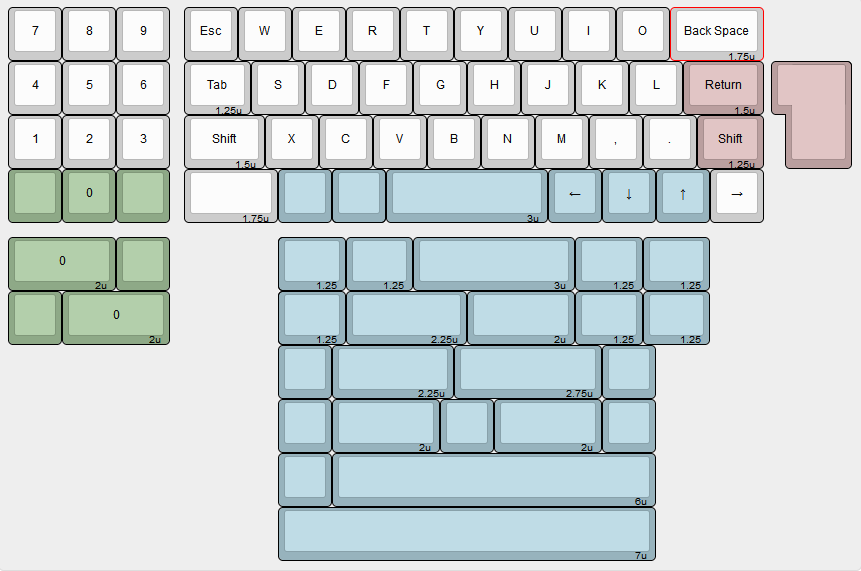 7 8 9 Esc W E R T Y U I O Back Space
1.75u
4 5 6 Tab S D F G H J K L Return
1.25u 1.5u
1 2 3 Shift X C V B N M , . Shift
1.5u 1.25u
0 ← ↓ ↑ →
1.75u 3u
0
2u 1.25 1.25 3u 1.25 1.25
0
2u 1.25 2.25u 2u 1.25 1.25
2.25u 2.75u
2u 2u
6u
7u